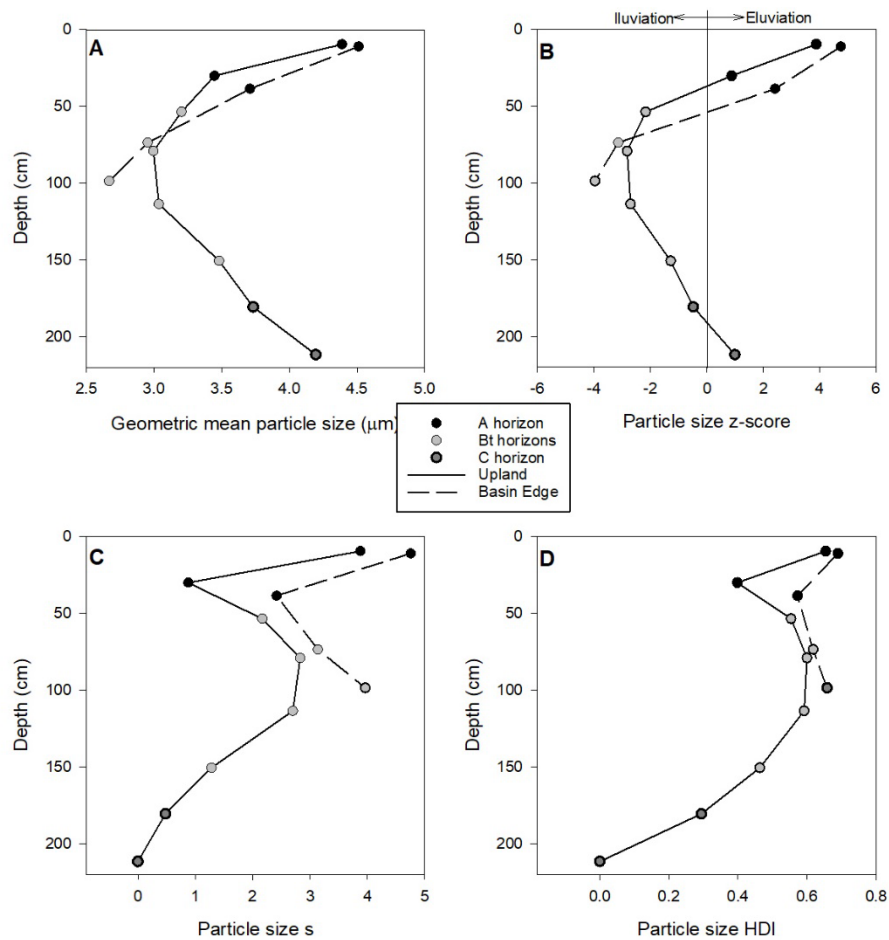 Iluviation Eluviation
A
0
50
100
150
200
Depth (cm)
2.5 3.0 3.5 4.0 4.5 5.0
Geometric mean particle size (μm)
B
0
50
100
150
200
Depth (cm)
-6 -4 -2 0 2 4 6
Particle size z-score
A horizon
Bt horizons
C horizon
Upland
Basin Edge
C
0
50
100
150
200
Depth (cm)
0 1 2 3 4 5
Particle size s
D
0
50
100
150
200
Depth (cm)
0.0 0.2 0.4 0.6 0.8
Particle size HDI